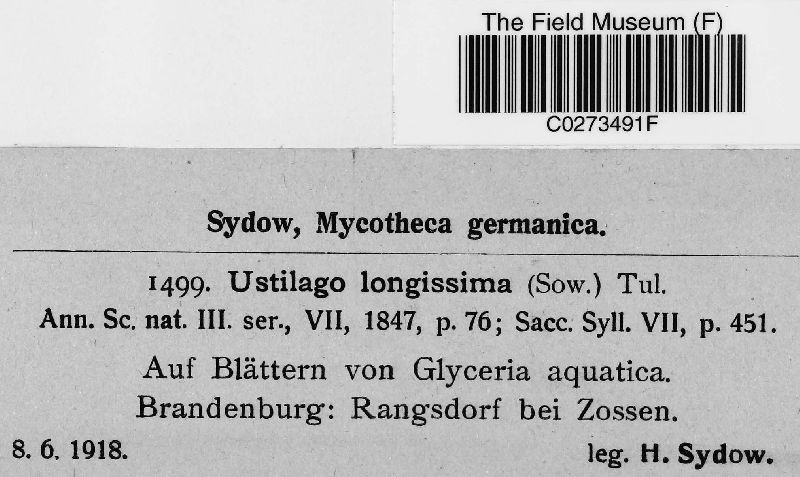 The Field Museum (F)
C0273491F
Sydow, Mycotheca germanica.
1499. Ustilago longissima (Sow.) Tul.
Ann. Sc. nat. III. ser., VII, 1847, p. 76; Sacc. Syll. VII, p. 451.
Auf Blättern von Glyceria aquatica.
Brandenburg: Rangsdorf bei Zossen.
8. 6. 1918. leg. H. Sydow.